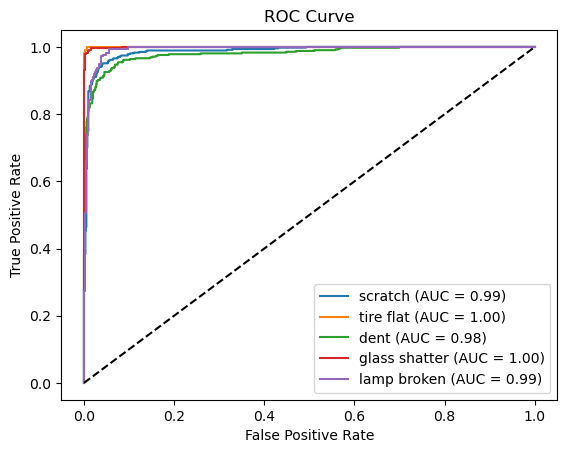 ROC Curve
True Positive Rate
1.0
0.8
0.6
0.4
0.2
0.0
scratch (AUC = 0.99)
tire flat (AUC = 1.00)
dent (AUC = 0.98)
glass shatter (AUC = 1.00)
lamp broken (AUC = 0.99)
0.0 0.2 0.4 0.6 0.8 1.0
False Positive Rate